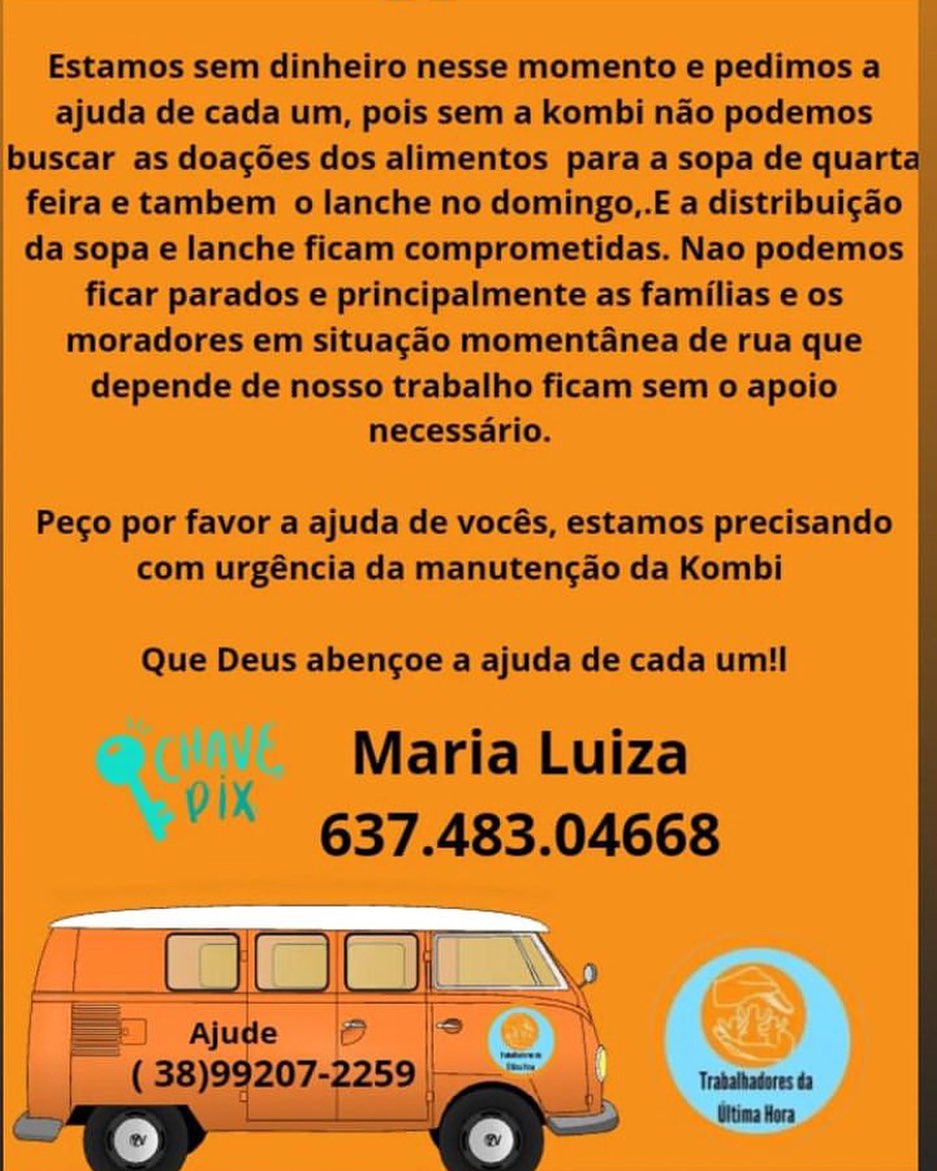 Estamos sem dinheiro nesse momento e pedimos a
ajuda de cada um, pois sem a kombi não podemos
buscar as doações dos alimentos para a sopa de quarta
feira e tambem o lanche no domingo,.E a distribuição
da sopa e lanche ficam comprometidas. Nao podemos
ficar parados e principalmente as famílias e os
moradores em situação momentânea de rua que
depende de nosso trabalho ficam sem o apoio
necessário.
Peço por favor a ajuda de vocês, estamos precisando
com urgência da manutenção da Kombi
Que Deus abençoe a ajuda de cada um!l
CHAVE
PIX
Maria Luiza
637.483.04668
Ajude
( 38)99207-2259
Trabalhadores da
Última Hora
Trabalhadores da
Última Hora